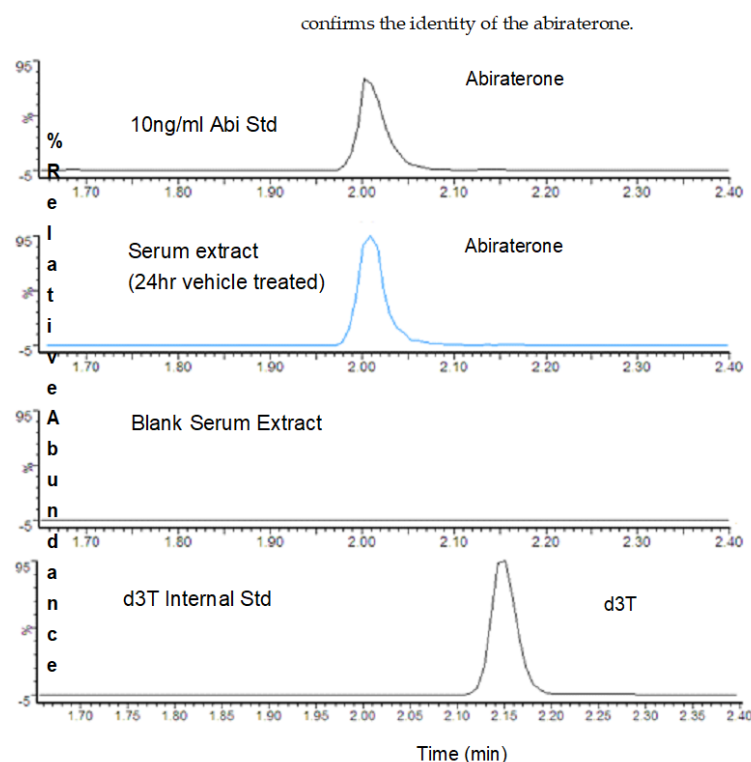 confirms the identity of the abiraterone.
95
%
-5
10ng/ml Abi Std
Abiraterone
1.70 1.80 1.90 2.00 2.10 2.20 2.30 2.40
95
%
-5
Serum extract
(24hr vehicle treated)
Abiraterone
1.70 1.80 1.90 2.00 2.10 2.20 2.30 2.40
95
%
-5
Blank Serum Extract
1.70 1.80 1.90 2.00 2.10 2.20 2.30 2.40
95
%
-5
d3T Internal Std
d3T
1.70 1.75 1.80 1.85 1.90 1.95 2.00 2.05 2.10 2.15 2.20 2.25 2.30 2.35 2.40
% Relative Abundance
Time (min)